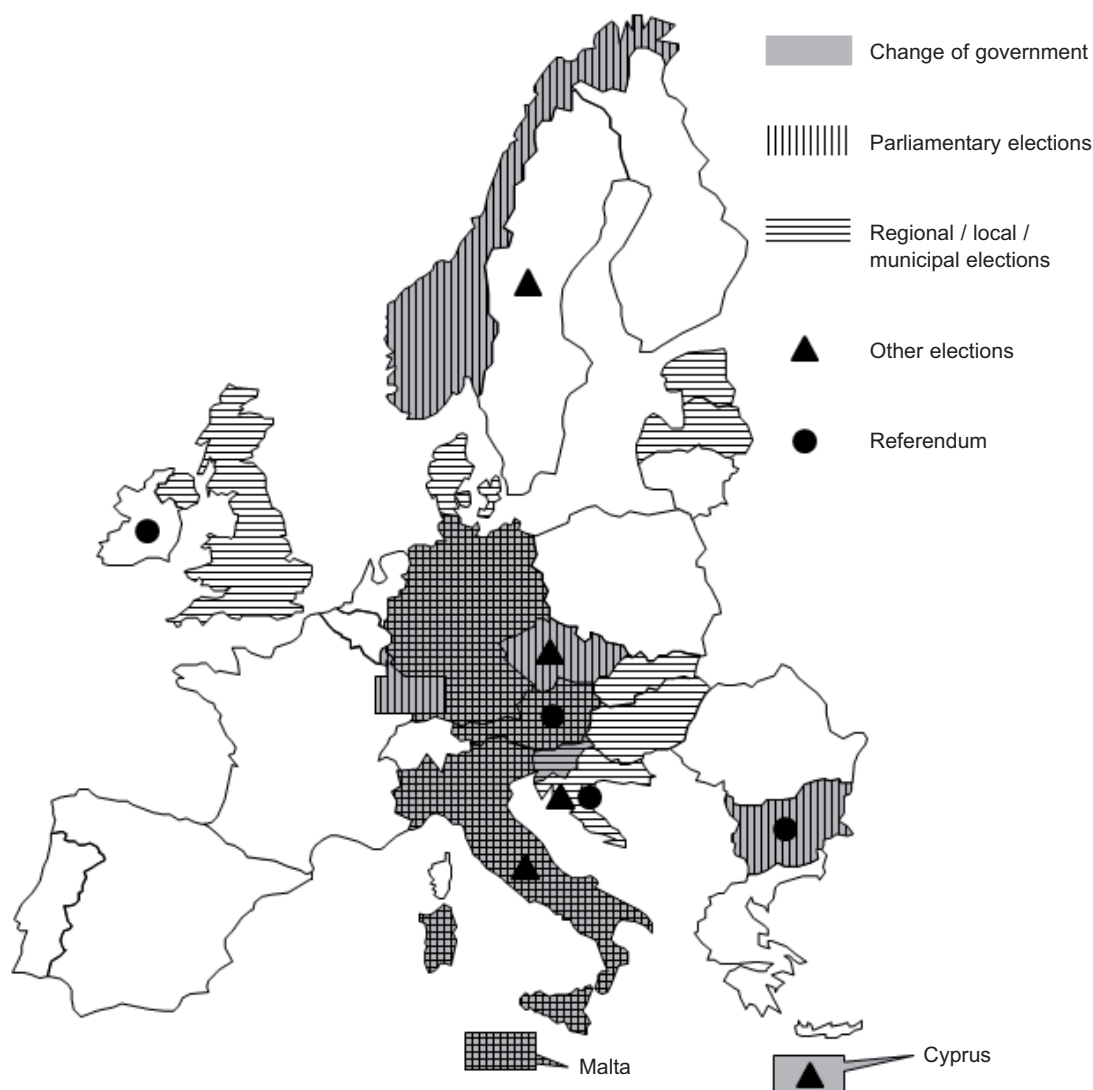 Change of government
Parliamentary elections
Regional / local /
municipal elections
Other elections
Referendum
Malta
Cyprus